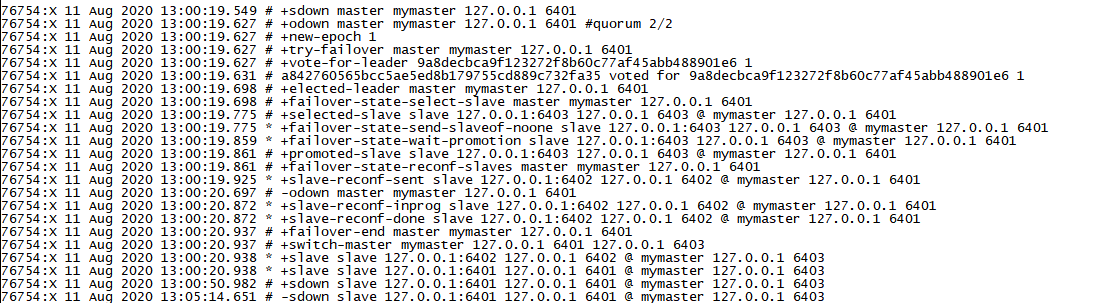 76754:X 11 Aug 2020 13:00:19.549 # +sdown master mymaster 127.0.0.1 6401
76754:X 11 Aug 2020 13:00:19.627 # +odown master mymaster 127.0.0.1 6401 #quorum 2/2
76754:X 11 Aug 2020 13:00:19.627 # +new-epoch 1
76754:X 11 Aug 2020 13:00:19.627 # +try-failover master mymaster 127.0.0.1 6401
76754:X 11 Aug 2020 13:00:19.627 # +vote-for-leader 9a8decbca9f123272f8b60c77af45abb488901e6 1
76754:X 11 Aug 2020 13:00:19.631 # a842760565bcc5ae5ed8b179755cd889c732fa35 voted for 9a8decbca9f123272f8b60c77af45abb488901e6 1
76754:X 11 Aug 2020 13:00:19.698 # +elected-leader master mymaster 127.0.0.1 6401
76754:X 11 Aug 2020 13:00:19.698 # +failover-state-select-slave master mymaster 127.0.0.1 6401
76754:X 11 Aug 2020 13:00:19.775 # +selected-slave slave 127.0.0.1:6403 127.0.0.1 6403 @ mymaster 127.0.0.1 6401
76754:X 11 Aug 2020 13:00:19.775 * +failover-state-send-slaveof-noone slave 127.0.0.1:6403 127.0.0.1 6403 @ mymaster 127.0.0.1 6401
76754:X 11 Aug 2020 13:00:19.859 * +failover-state-wait-promotion slave 127.0.0.1:6403 127.0.0.1 6403 @ mymaster 127.0.0.1 6401
76754:X 11 Aug 2020 13:00:19.861 # +promoted-slave slave 127.0.0.1:6403 127.0.0.1 6403 @ mymaster 127.0.0.1 6401
76754:X 11 Aug 2020 13:00:19.861 # +failover-state-reconf-slaves master mymaster 127.0.0.1 6401
76754:X 11 Aug 2020 13:00:19.925 * +slave-reconf-sent slave 127.0.0.1:6402 127.0.0.1 6402 @ mymaster 127.0.0.1 6401
76754:X 11 Aug 2020 13:00:20.697 # -odown master mymaster 127.0.0.1 6401
76754:X 11 Aug 2020 13:00:20.872 * +slave-reconf-inprog slave 127.0.0.1:6402 127.0.0.1 6402 @ mymaster 127.0.0.1 6401
76754:X 11 Aug 2020 13:00:20.872 * +slave-reconf-done slave 127.0.0.1:6402 127.0.0.1 6402 @ mymaster 127.0.0.1 6401
76754:X 11 Aug 2020 13:00:20.937 # +failover-end master mymaster 127.0.0.1 6401
76754:X 11 Aug 2020 13:00:20.937 # +switch-master mymaster 127.0.0.1 6401 127.0.0.1 6403
76754:X 11 Aug 2020 13:00:20.938 * +slave slave 127.0.0.1:6402 127.0.0.1 6402 @ mymaster 127.0.0.1 6403
76754:X 11 Aug 2020 13:00:20.938 * +slave slave 127.0.0.1:6401 127.0.0.1 6401 @ mymaster 127.0.0.1 6403
76754:X 11 Aug 2020 13:00:50.982 # +sdown slave 127.0.0.1:6401 127.0.0.1 6401 @ mymaster 127.0.0.1 6403
76754:X 11 Aug 2020 13:05:14.651 # -sdown slave 127.0.0.1:6401 127.0.0.1 6401 @ mymaster 127.0.0.1 6403